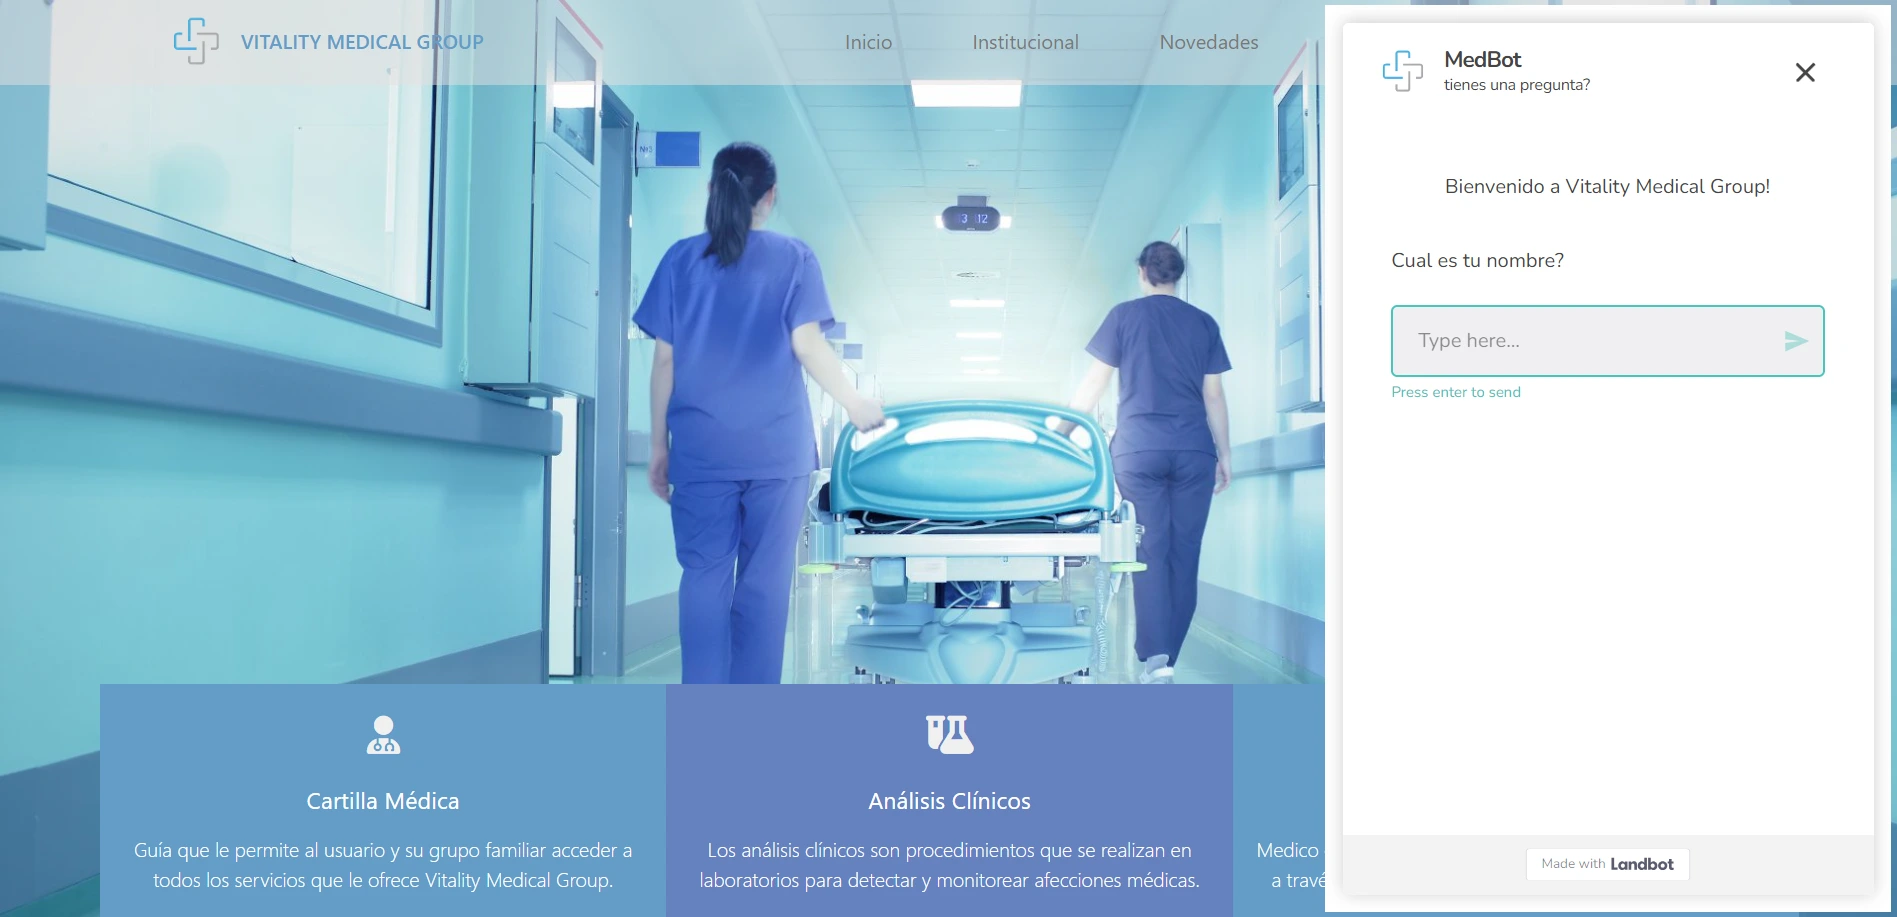 VITALITY MEDICAL GROUP
Inicio
Institucional
Novedades
MedBot
tienes una pregunta?
Bienvenido a Vitality Medical Group!
Cual es tu nombre?
Type here...
Press enter to send
Cartilla Médica
Guía que le permite al usuario y su grupo familiar acceder a
todos los servicios que le ofrece Vitality Medical Group.
Análisis Clínicos
Los análisis clínicos son procedimientos que se realizan en
laboratorios para detectar y monitorear afecciones médicas.
Medico
a travé
Made with Landbot